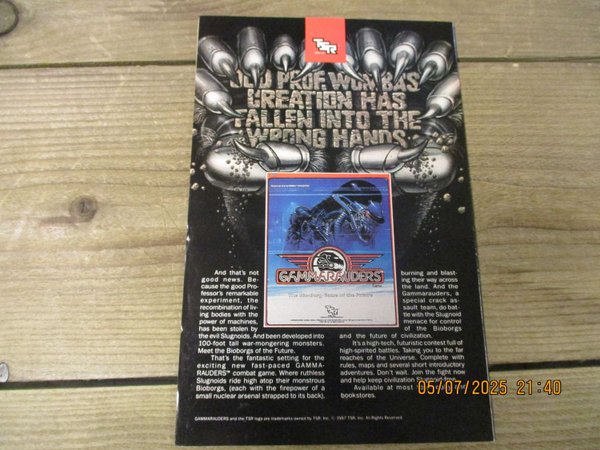 TSR
OLD PROF. WOMBAS'
CREATION HAS
FALLEN INTO THE
WRONG HANDS.
GAMMARAUDERS
And that's not
good news. Be-
cause the good Pro-
fessor's remarkable
experiment, the
recombination of liv-
ing bodies with the
power of machines,
has been stolen by
the evil Slugnoids. And been developed into
100-foot tall war-mongering monsters.
Meet the Bioborgs of the Future.
That's the fantastic setting for the
exciting new fast-paced GAMMA-
RAUDERS™ combat game. Where ruthless
Slugnoids ride high atop their monstrous
Bioborgs, (each with the firepower of a
small nuclear arsenal strapped to its back),
burning and blast-
ing their way across
the land. And the
Gammarauders, a
special crack as-
sault team, do bat-
tle with the Slugnoid
menace for control
of the Bioborgs
and the future of civilization.
It's a high-tech, futuristic contest full of
high-spirited battles. Taking you to the far
reaches of the Universe. Complete with
rules, maps and several short introductory
adventures. Don't wait. Join the fight now
and help keep civilization
Available at most
bookstores.
GAMMARAUDERS and the TSR logo are trademarks owned by TSR, Inc. © 1987 TSR, Inc. All Rights Reserved.
05/07/2025 21:40